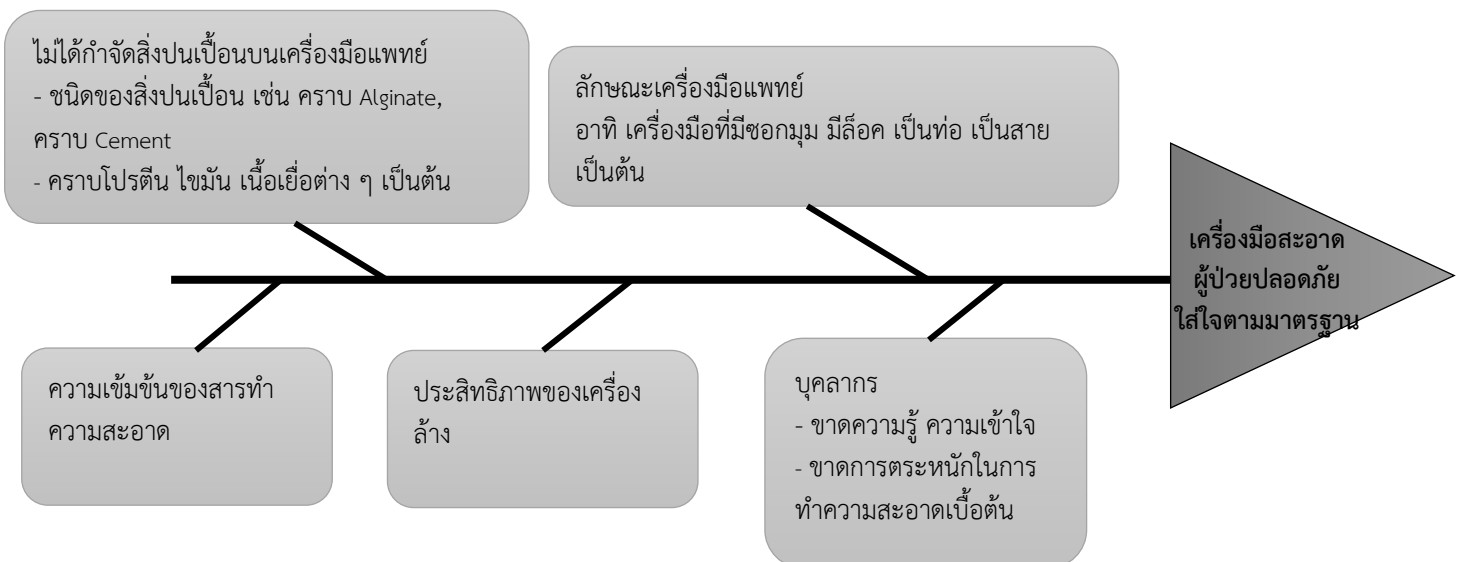 ไม่ได้กำจัดสิ่งปนเปื้อนบนเครื่องมือแพทย์
- ชนิดของสิ่งปนเปื้อน เช่น คราบ Alginate,
คราบ Cement
- คราบโปรตีน ไขมัน เนื้อเยื่อต่าง ๆ เป็นต้น
ลักษณะเครื่องมือแพทย์
อาทิ เครื่องมือที่มีซอกมุม มีล็อค เป็นท่อ เป็นสาย
เป็นต้น
เครื่องมือสะอาด
ผู้ป่วยปลอดภัย
ใส่ใจตามมาตรฐาน
ความเข้มข้นของสารทำ
ความสะอาด
ประสิทธิภาพของเครื่อง
ล้าง
บุคลากร
- ขาดความรู้ ความเข้าใจ
- ขาดการตระหนักในการ
ทำความสะอาดเบื้อต้น